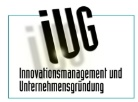 iUG
Innovationsmanagement und
Unternehmensgründung